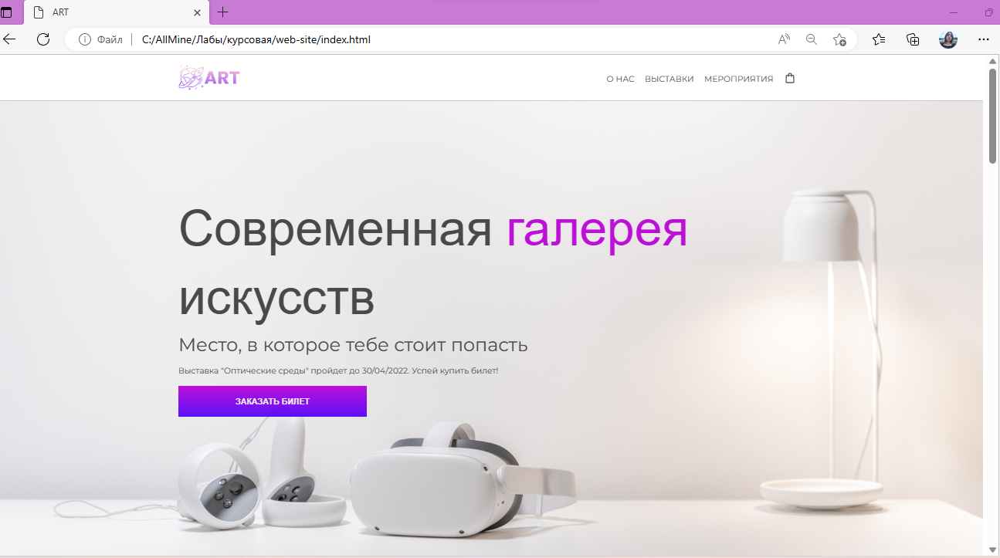 ART
Файл
C:/AllMine/Лабы/курсовая/web-site/index.html
ART
О НАС ВЫСТАВКИ МЕРОПРИЯТИЯ
Современная галерея
искусств
Место, в которое тебе стоит попасть
Выставка "Оптические среды" пройдет до 30/04/2022. Успей купить билет!
ЗАКАЗАТЬ БИЛЕТ